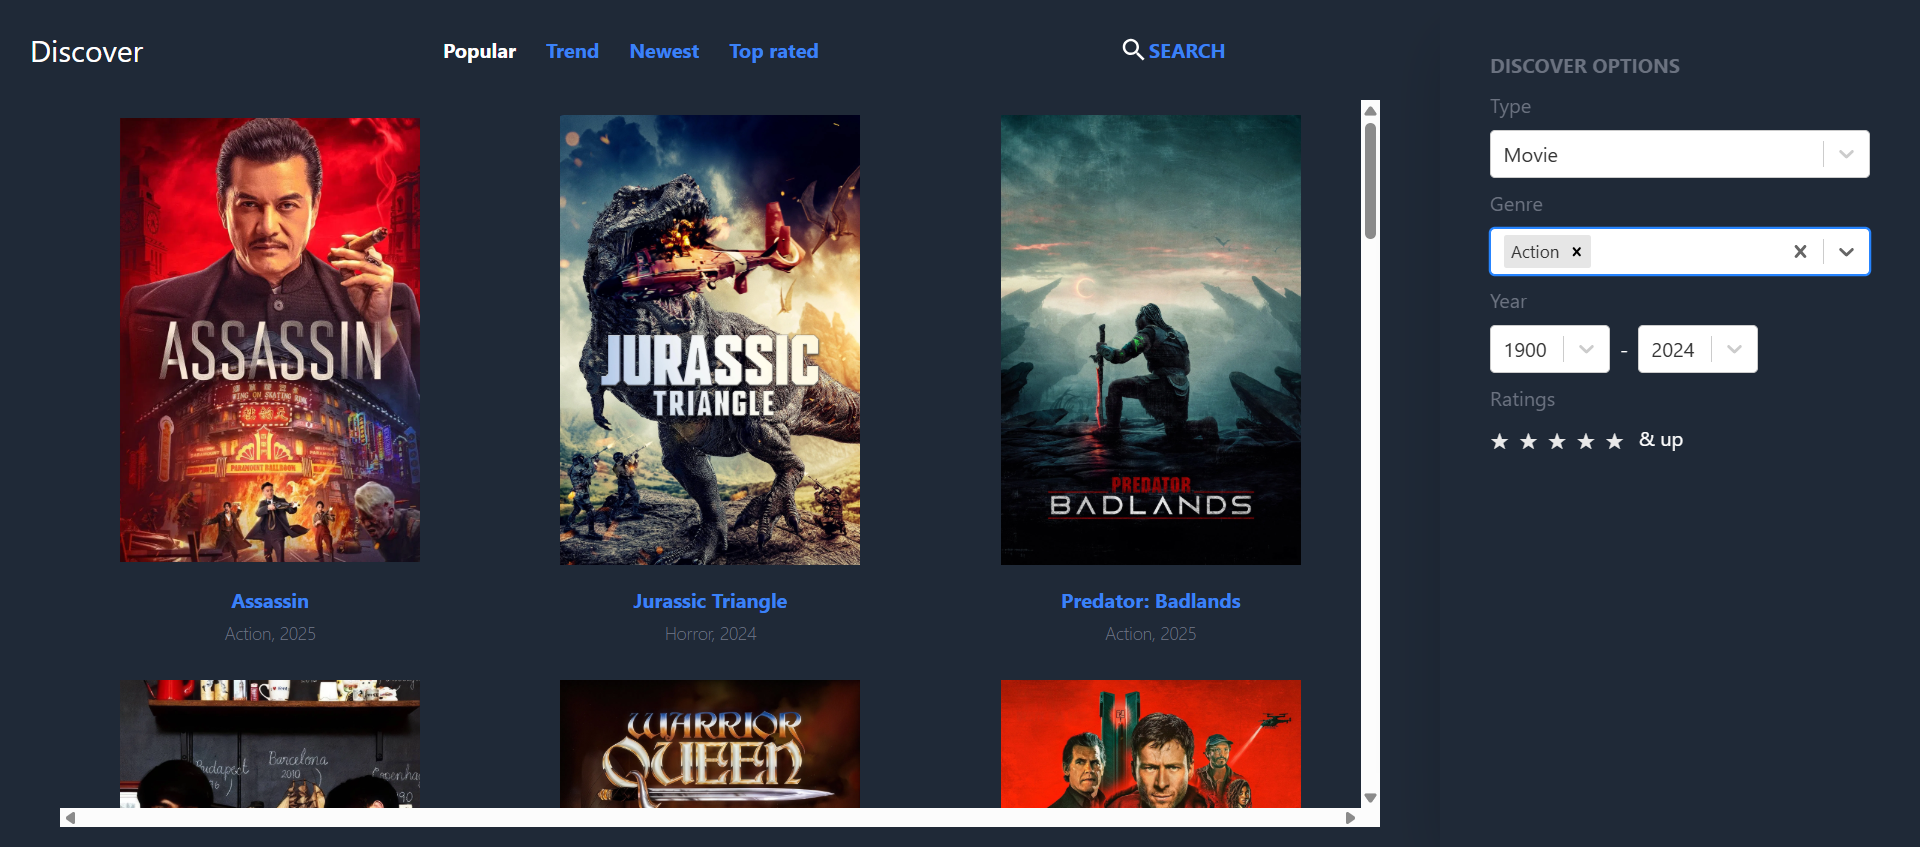 Discover
Popular Trend Newest Top rated
SEARCH
DISCOVER OPTIONS
Type
Movie
Genre
Action
Year
1900 - 2024
Ratings
& up
ASSASSIN
PARAMOUNT BALLROOM
JURASSIC
TRIANGLE
PREDATOR
BADLANDS
Assassin
Action, 2025
Jurassic Triangle
Horror, 2024
Predator: Badlands
Action, 2025
Budapest
Barcelona
2010
WARRIOR
QUEEN